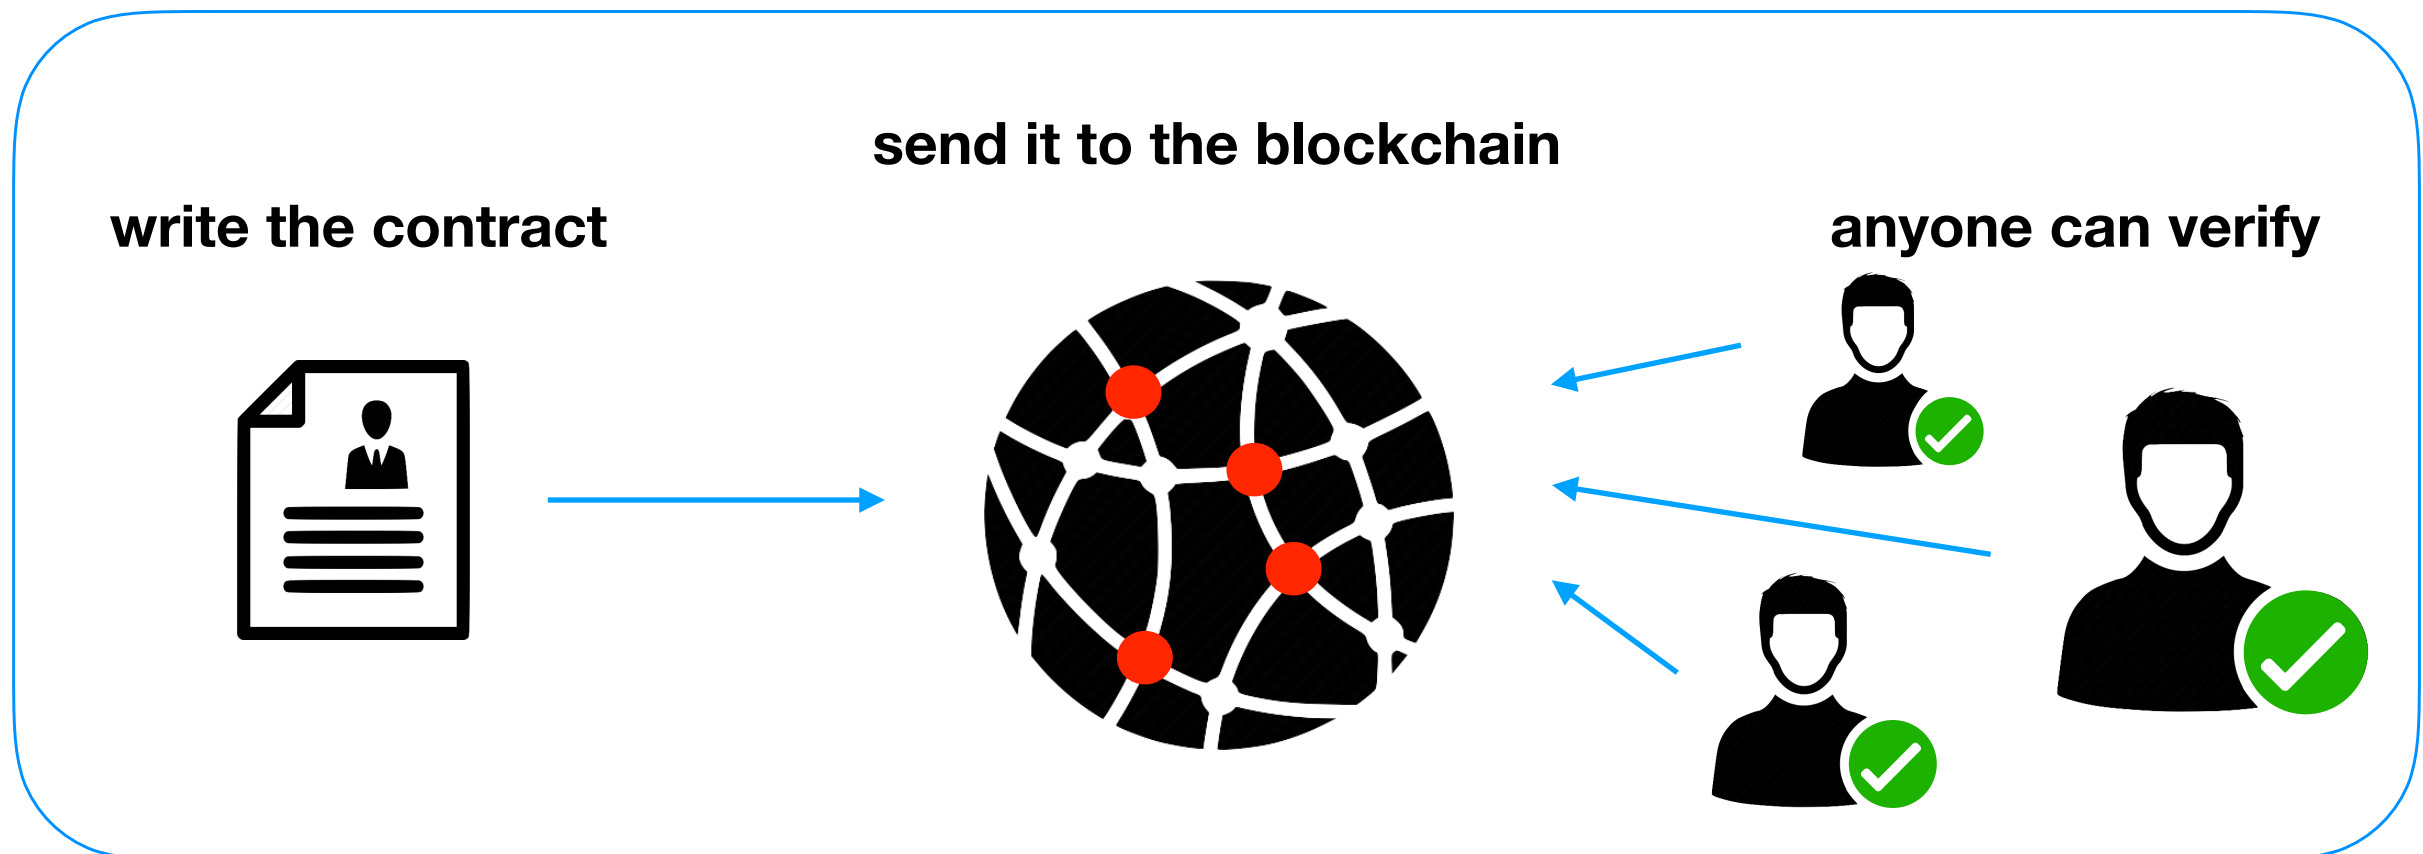 send it to the blockchain
write the contract
anyone can verify